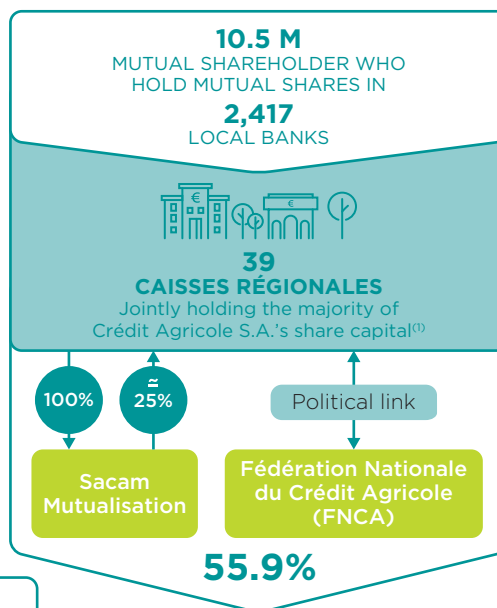 10.5 M
MUTUAL SHAREHOLDER WHO
HOLD MUTUAL SHARES IN
2,417
LOCAL BANKS
€
€
39
CAISSES RÉGIONALES
Jointly holding the majority of
Crédit Agricole S.A.'s share capital(1)
100%
≃
25%
Political link
Sacam
Mutualisation
Fédération Nationale
du Crédit Agricole
(FNCA)
55.9%